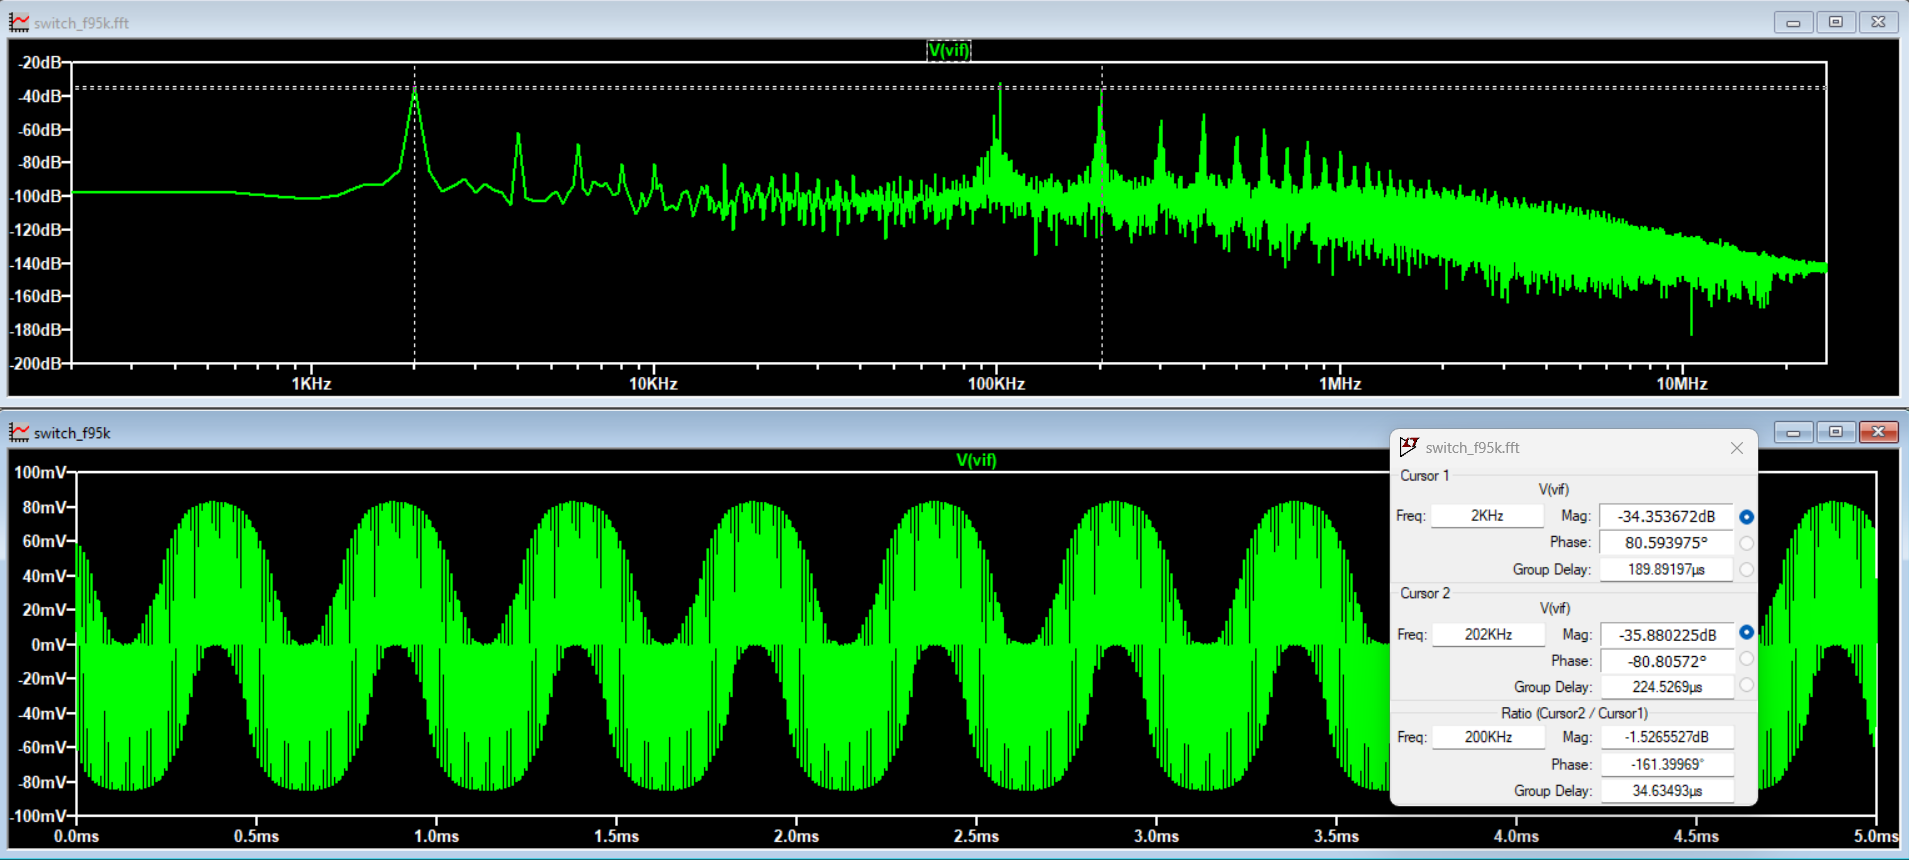 switch_f95k.fft
V(vif)
-20dB
-40dB
-60dB
-80dB
-100dB
-120dB
-140dB
-160dB
-180dB
-200dB
1KHz 10KHz 100KHz 1MHz 10MHz
switch_f95k
V(vif)
100mV
80mV
60mV
40mV
20mV
0mV
-20mV
-40mV
-60mV
-80mV
-100mV
0.0ms 0.5ms 1.0ms 1.5ms 2.0ms 2.5ms 3.0ms 3.5ms 4.0ms 4.5ms 5.0ms
switch_f95k.fft
Cursor 1
V(vif)
Freq: 2KHz Mag: -34.353672dB
Phase: 80.593975°
Group Delay: 189.89197µs
Cursor 2
V(vif)
Freq: 202KHz Mag: -35.880225dB
Phase: -80.80572°
Group Delay: 224.5269µs
Ratio (Cursor2 / Cursor1)
Freq: 200KHz Mag: -1.5265527dB
Phase: -161.39969°
Group Delay: 34.63493µs